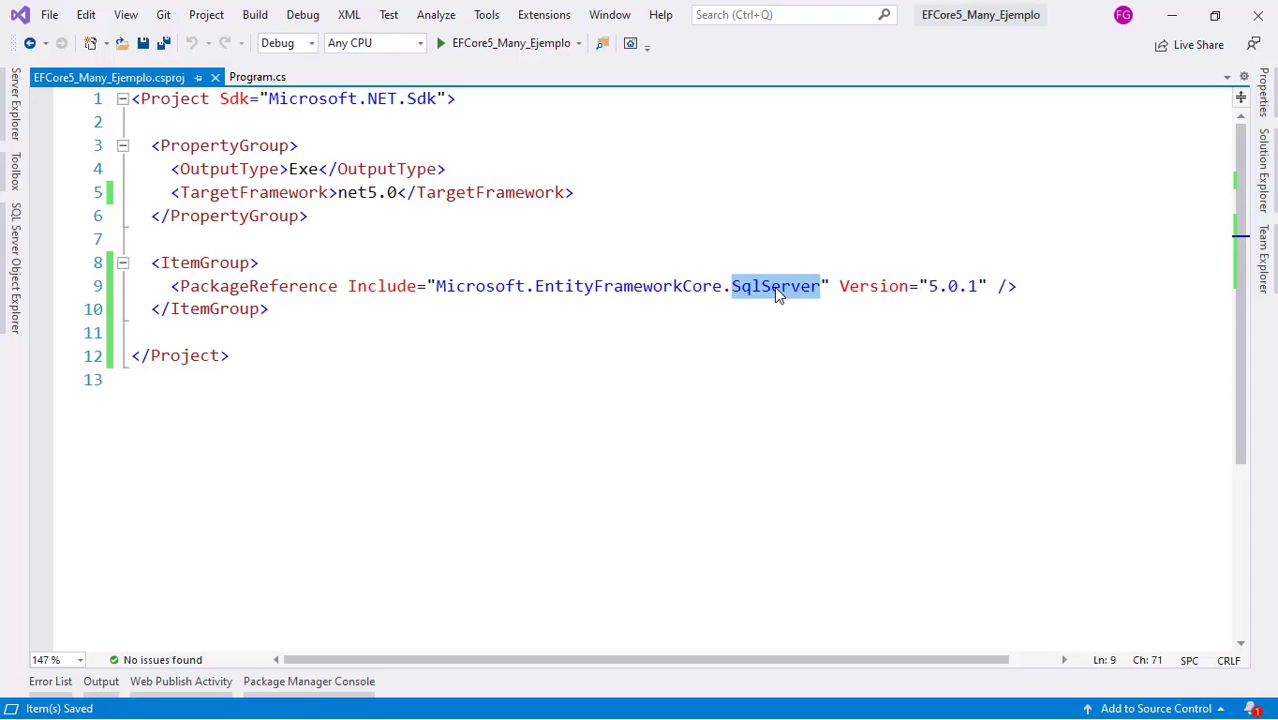 File Edit View Git Project Build Debug XML Test Analyze Tools Extensions Window Help Search (Ctrl+Q) EFCore5_Many_Ejemplo FG
Debug Any CPU EFCore5_Many_Ejemplo Live Share
EFCore5_Many_Ejemplo.csproj Program.cs
Server Explorer
Toolbox
SQL Server Object Explorer
1 <Project Sdk="Microsoft.NET.Sdk">
2
3 <PropertyGroup>
4 <OutputType>Exe</OutputType>
5 <TargetFramework>net5.0</TargetFramework>
6 </PropertyGroup>
7
8 <ItemGroup>
9 <PackageReference Include="Microsoft.EntityFrameworkCore.SqlServer" Version="5.0.1" />
10 </ItemGroup>
11
12 </Project>
13
Properties
Solution Explorer
Team Explorer
147 % No issues found Ln: 9 Ch: 71 SPC CRLF
Error List Output Web Publish Activity Package Manager Console
Item(s) Saved Add to Source Control 1